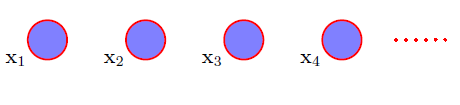 x₁ x₂ x₃ x₄ ......